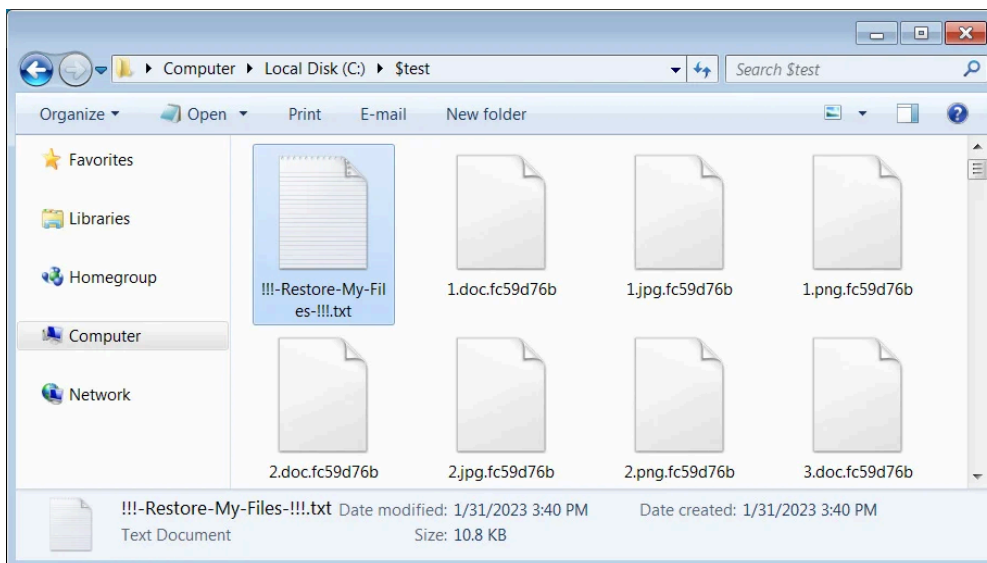 Computer ▸ Local Disk (C:) ▸ $test
Search $test
Organize
Open
Print
E-mail
New folder
Favorites
Libraries
Homegroup
Computer
Network
!!!-Restore-My-Fil
es-!!!.txt
1.doc.fc59d76b
1.jpg.fc59d76b
1.png.fc59d76b
2.doc.fc59d76b
2.jpg.fc59d76b
2.png.fc59d76b
3.doc.fc59d76b
!!!-Restore-My-Files-!!!.txt Date modified: 1/31/2023 3:40 PM Date created: 1/31/2023 3:40 PM
Text Document Size: 10.8 KB